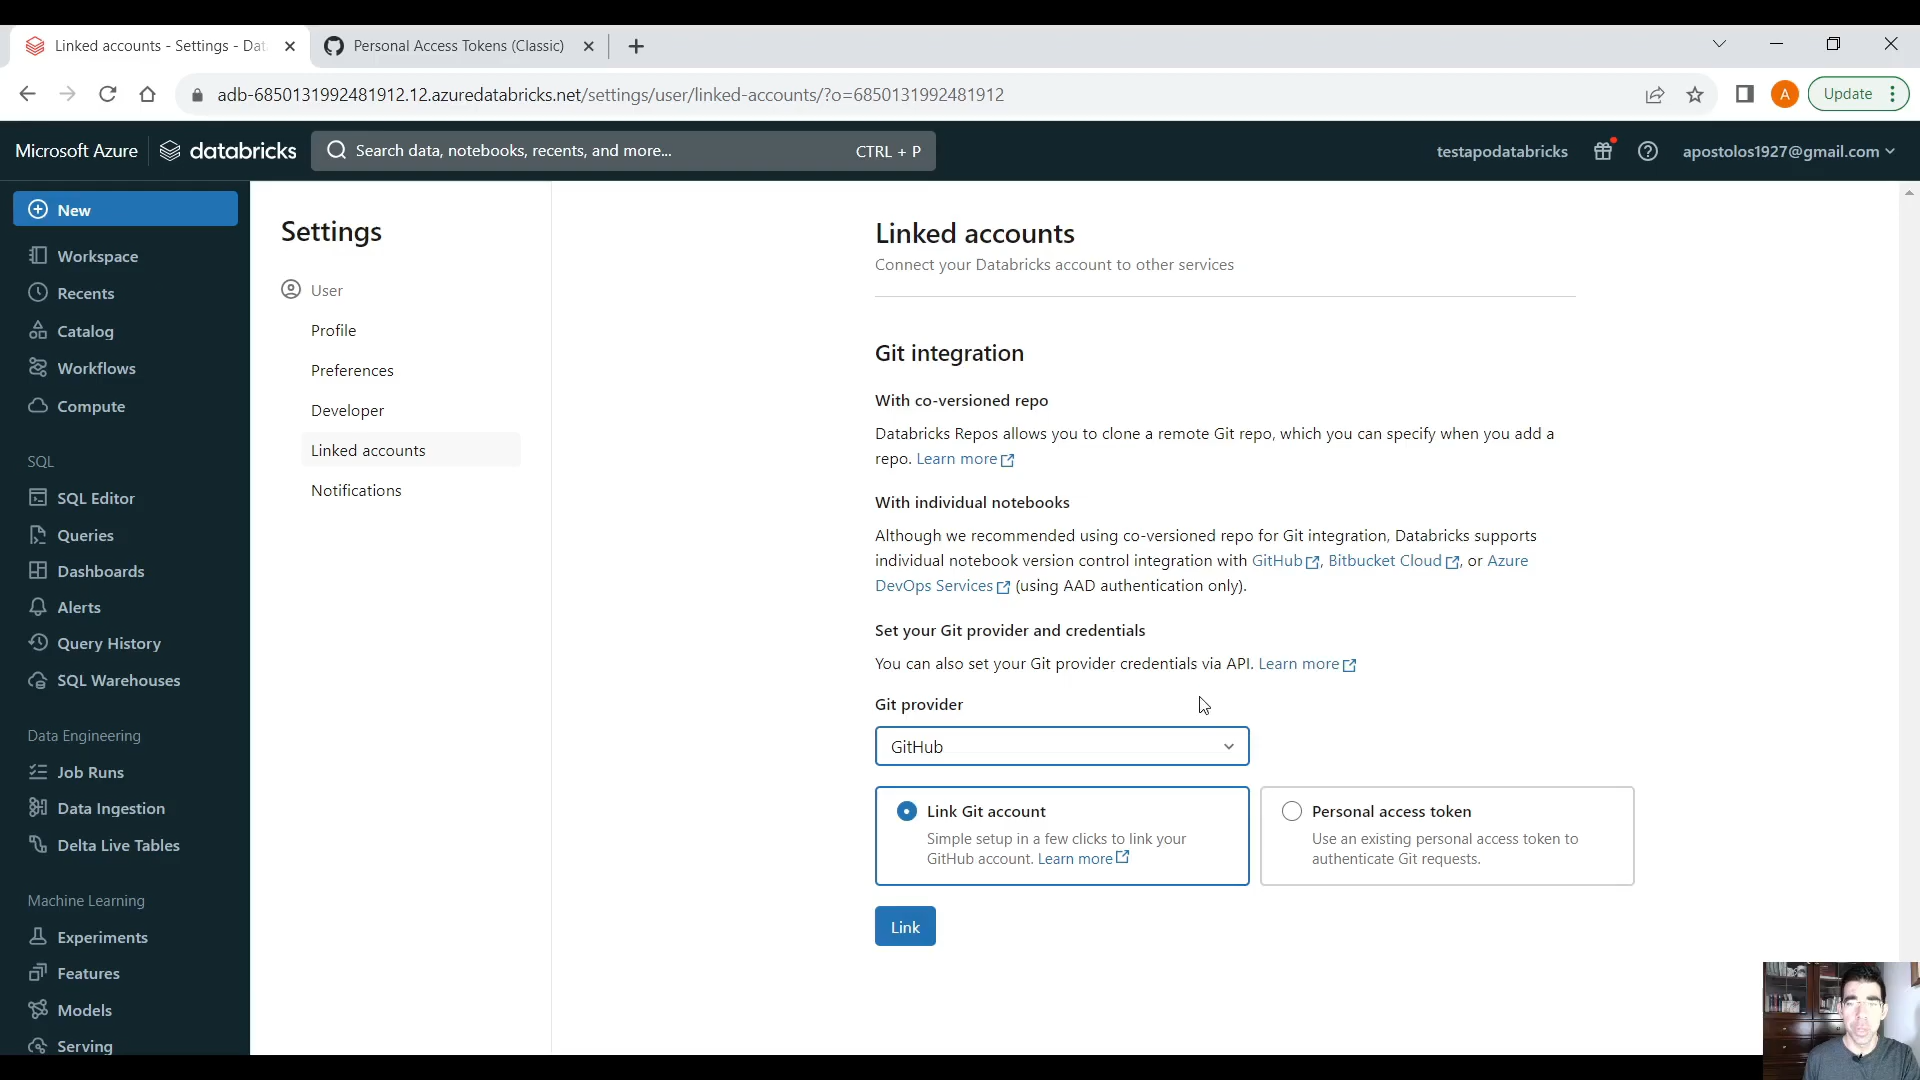 Linked accounts - Settings - Dat
Personal Access Tokens (Classic)
adb-6850131992481912.12.azuredatabricks.net/settings/user/linked-accounts/?o=6850131992481912
A
Update
Microsoft Azure
databricks
Search data, notebooks, recents, and more...
CTRL + P
testapodatabricks
apostolos1927@gmail.com
New
Workspace
Recents
Catalog
Workflows
Compute
SQL
SQL Editor
Queries
Dashboards
Alerts
Query History
SQL Warehouses
Data Engineering
Job Runs
Data Ingestion
Delta Live Tables
Machine Learning
Experiments
Features
Models
Serving
Settings
User
Profile
Preferences
Developer
Linked accounts
Notifications
Linked accounts
Connect your Databricks account to other services
Git integration
With co-versioned repo
Databricks Repos allows you to clone a remote Git repo, which you can specify when you add a
repo. Learn more
With individual notebooks
Although we recommended using co-versioned repo for Git integration, Databricks supports
individual notebook version control integration with GitHub, Bitbucket Cloud, or Azure
DevOps Services (using AAD authentication only).
Set your Git provider and credentials
You can also set your Git provider credentials via API. Learn more
Git provider
GitHub
Link Git account
Simple setup in a few clicks to link your
GitHub account. Learn more
Personal access token
Use an existing personal access token to
authenticate Git requests.
Link